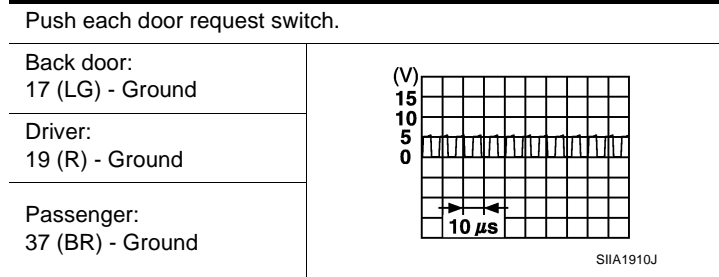 Push each door request switch.
Back door:
17 (LG) - Ground
Driver:
19 (R) - Ground
Passenger:
37 (BR) - Ground
(V)
15
10
5
0
10 µs
SIIA1910J